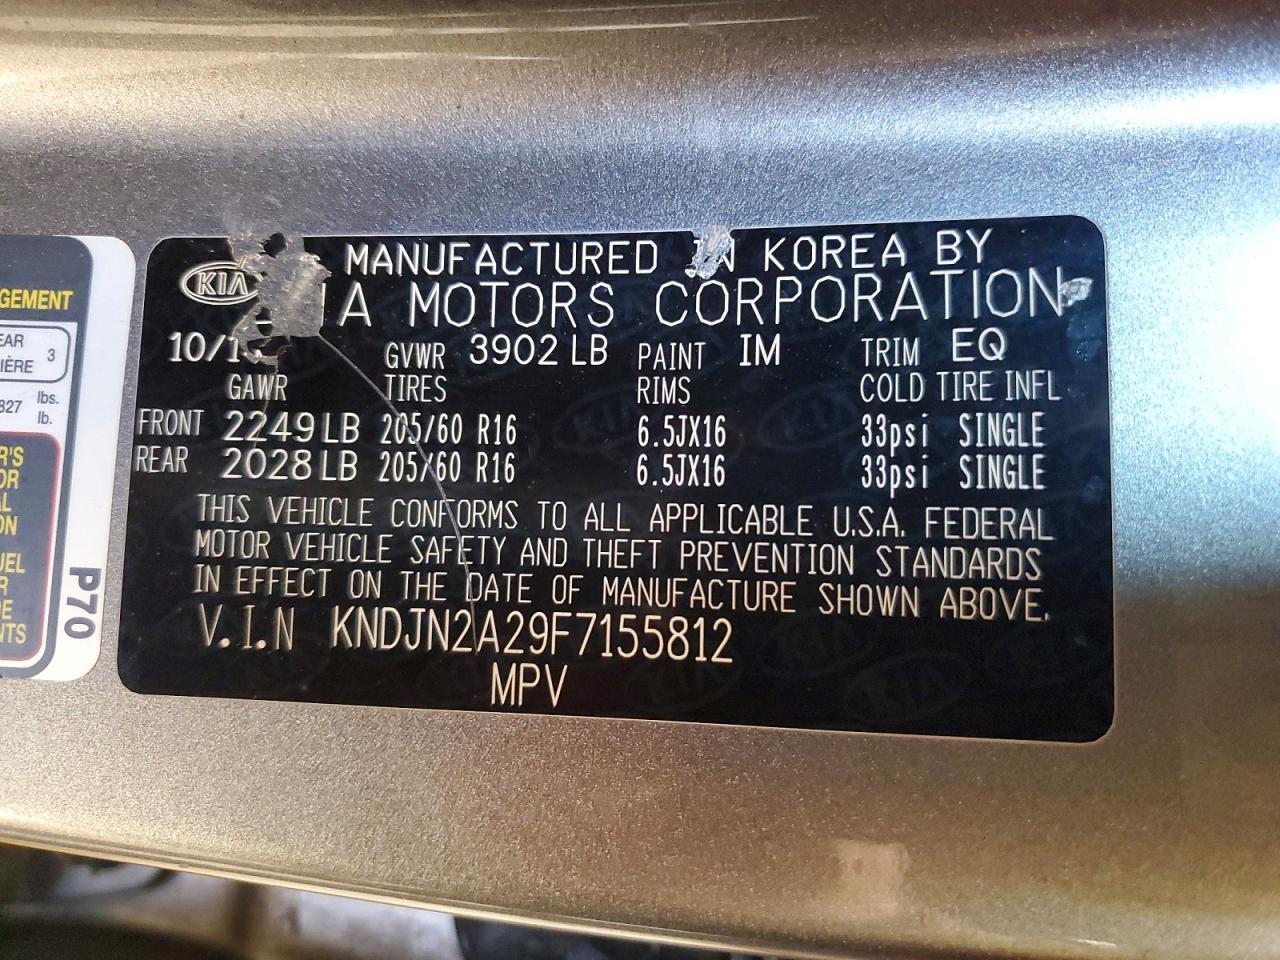 MANUFACTURED IN KOREA BY
KIA MOTORS CORPORATION
GVWR 3902 LB PAINT IM TRIM EQ
GAWR TIRES RIMS COLD TIRE INFL
FRONT 2249 LB 205/60 R16 6.5JX16 33psi SINGLE
REAR 2028 LB 205/60 R16 6.5JX16 33psi SINGLE
THIS VEHICLE CONFORMS TO ALL APPLICABLE U.S.A. FEDERAL
MOTOR VEHICLE SAFETY AND THEFT PREVENTION STANDARDS
IN EFFECT ON THE DATE OF MANUFACTURE SHOWN ABOVE.
V.I.N KNDJN2A29F7155812
MPV
3
827 lbs.
lb.
P70